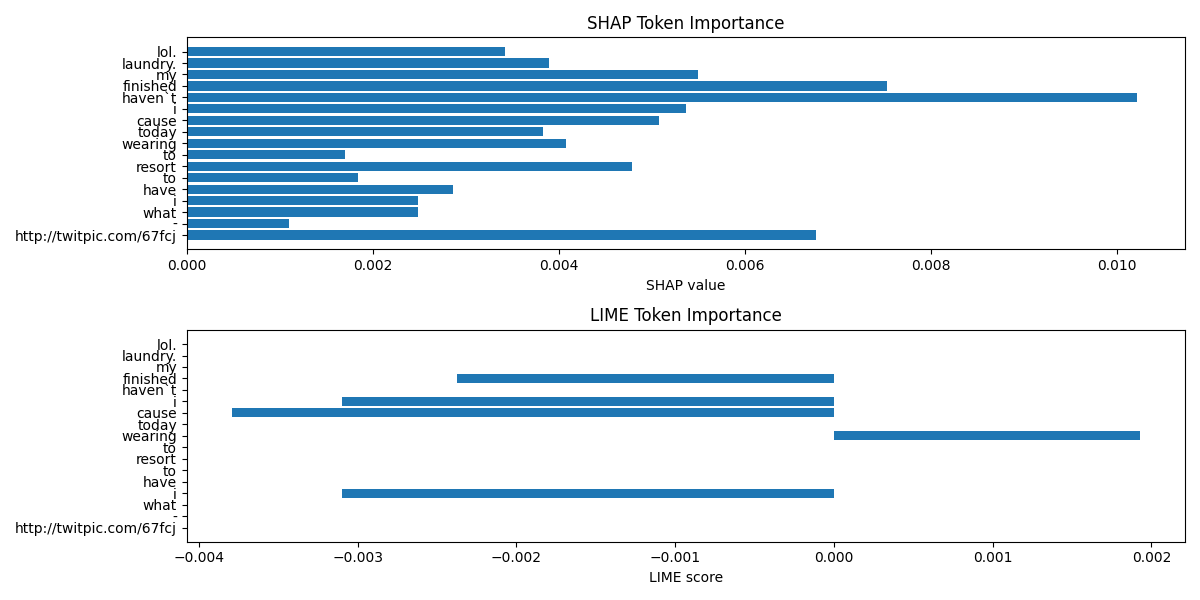 SHAP Token Importance
lol.
laundry.
my
finished
haven`t
i
cause
today
wearing
to
resort
to
have
i
what
-
http://twitpic.com/67fcj
0.000 0.002 0.004 0.006 0.008 0.010
SHAP value
LIME Token Importance
lol.
laundry.
my
finished
haven`t
i
cause
today
wearing
to
resort
to
have
i
what
-
http://twitpic.com/67fcj
−0.004 −0.003 −0.002 −0.001 0.000 0.001 0.002
LIME score